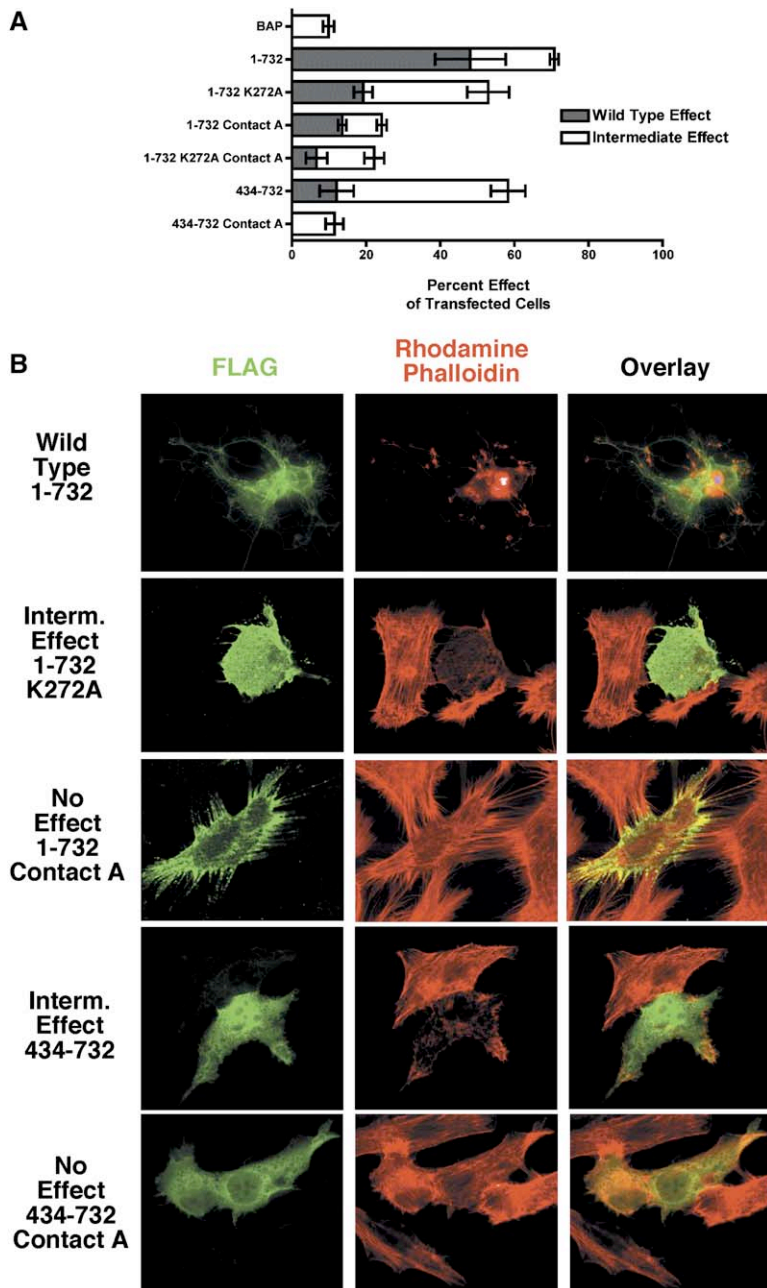 A
BAP
1-732
1-732 K272A
1-732 Contact A
1-732 K272A Contact A
434-732
434-732 Contact A
Wild Type Effect
Intermediate Effect
0 20 40 60 80 100
Percent Effect
of Transfected Cells
B
FLAG
Rhodamine
Phalloidin
Overlay
Wild
Type
1-732
Interm.
Effect
1-732
K272A
No
Effect
1-732
Contact A
Interm.
Effect
434-732
No
Effect
434-732
Contact A